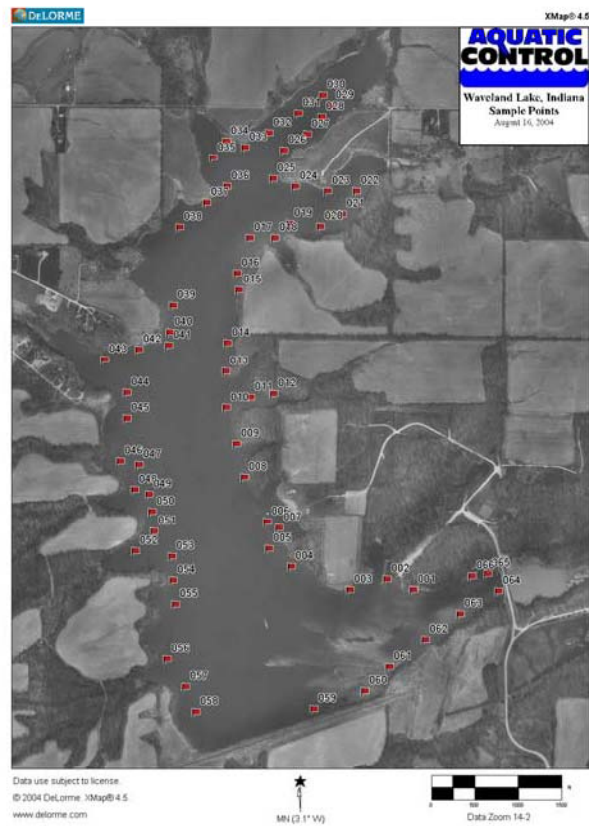 DeLORME
XMap® 4.5
AQUATIC
CONTROL
Waveland Lake, Indiana
Sample Points
August 16, 2004
030
029
031 028
032 027
034 033 026
035
036 025 024 023 022
021
038 019 020
017 018
016
015
039
040
014
042 041
043
013
044 011 012
010
045
009
046 047
008
049
050
006 007
051
052 005
053 004
054 002
003 001
064
055
063
062
056
061
057
060
058 059
Data use subject to license.
© 2004 DeLorme. XMap® 4.5.
www.delorme.com
MN (3.1° W)
0 500 1000 1500
Data Zoom 14-2